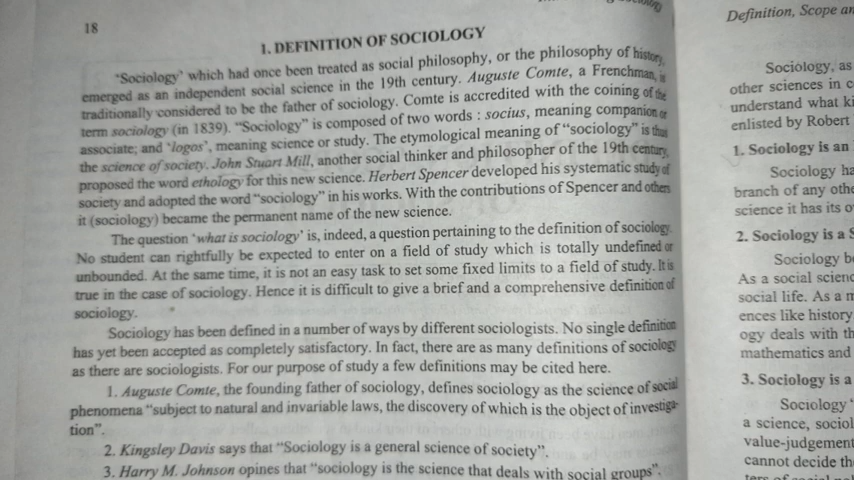 18
1. DEFINITION OF SOCIOLOGY
'Sociology' which had once been treated as social philosophy, or the philosophy of history,
emerged as an independent social science in the 19th century. Auguste Comte, a Frenchman, is
traditionally considered to be the father of sociology. Comte is accredited with the coining of the
term sociology (in 1839). "Sociology" is composed of two words : socius, meaning companion or
associate; and 'logos', meaning science or study. The etymological meaning of "sociology" is thus
the science of society. John Stuart Mill, another social thinker and philosopher of the 19th century,
proposed the word ethology for this new science. Herbert Spencer developed his systematic study of
society and adopted the word "sociology" in his works. With the contributions of Spencer and others
it (sociology) became the permanent name of the new science.
The question 'what is sociology' is, indeed, a question pertaining to the definition of sociology.
No student can rightfully be expected to enter on a field of study which is totally undefined or
unbounded. At the same time, it is not an easy task to set some fixed limits to a field of study. It is
true in the case of sociology. Hence it is difficult to give a brief and a comprehensive definition of
sociology.
Sociology has been defined in a number of ways by different sociologists. No single definition
has yet been accepted as completely satisfactory. In fact, there are as many definitions of sociology
as there are sociologists. For our purpose of study a few definitions may be cited here.
1. Auguste Comte, the founding father of sociology, defines sociology as the science of social
phenomena "subject to natural and invariable laws, the discovery of which is the object of investiga-
tion".
2. Kingsley Davis says that "Sociology is a general science of society".
3. Harry M. Johnson opines that "sociology is the science that deals with social groups".
Definition, Scope an
Sociology, as
other sciences in c
understand what ki
enlisted by Robert
1. Sociology is an
Sociology ha
branch of any othe
science it has its o
2. Sociology is a S
Sociology be
As a social scienc
social life. As a m
ences like history
ogy deals with th
mathematics and
3. Sociology is a
Sociology
a science, sociol
value-judgement
cannot decide th